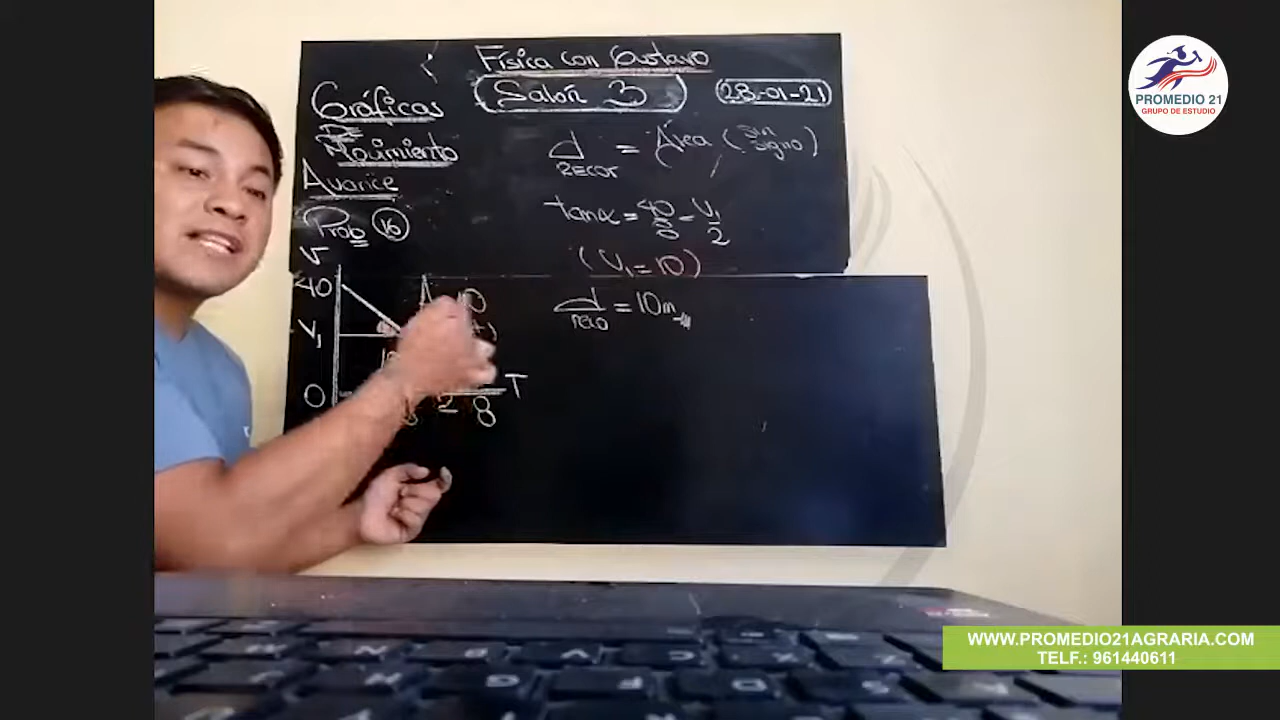 Física con Gustavo
Salón 3
28-01-21
Gráficas
De
Movimiento
Avance
Prob 16
d = Área (sin signo)
RECOR
tanα = 40/8 = V1/2
(V1 = 10)
d = 10m
reco
V
40
V1
0
10
2 8 T
PROMEDIO 21
GRUPO DE ESTUDIO
WWW.PROMEDIO21AGRARIA.COM
TELF.: 961440611